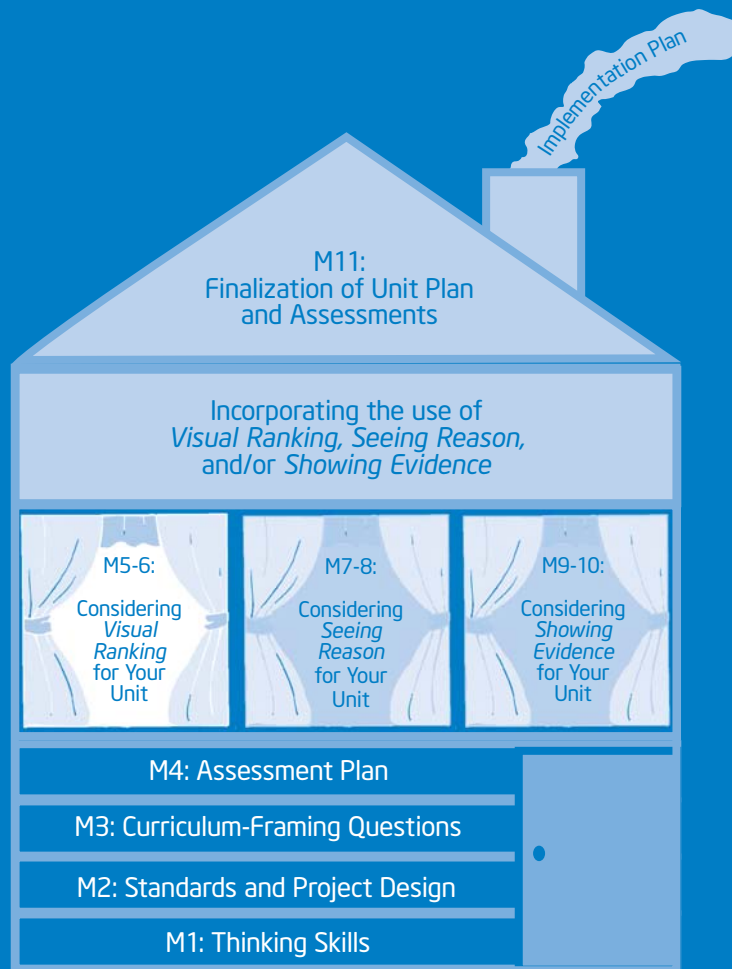 Implementation Plan
M11:
Finalization of Unit Plan
and Assessments
Incorporating the use of
Visual Ranking, Seeing Reason,
and/or Showing Evidence
M5-6:
Considering
Visual
Ranking
for Your
Unit
M7-8:
Considering
Seeing
Reason
for Your
Unit
M9-10:
Considering
Showing
Evidence
for Your
Unit
M4: Assessment Plan
M3: Curriculum-Framing Questions
M2: Standards and Project Design
M1: Thinking Skills